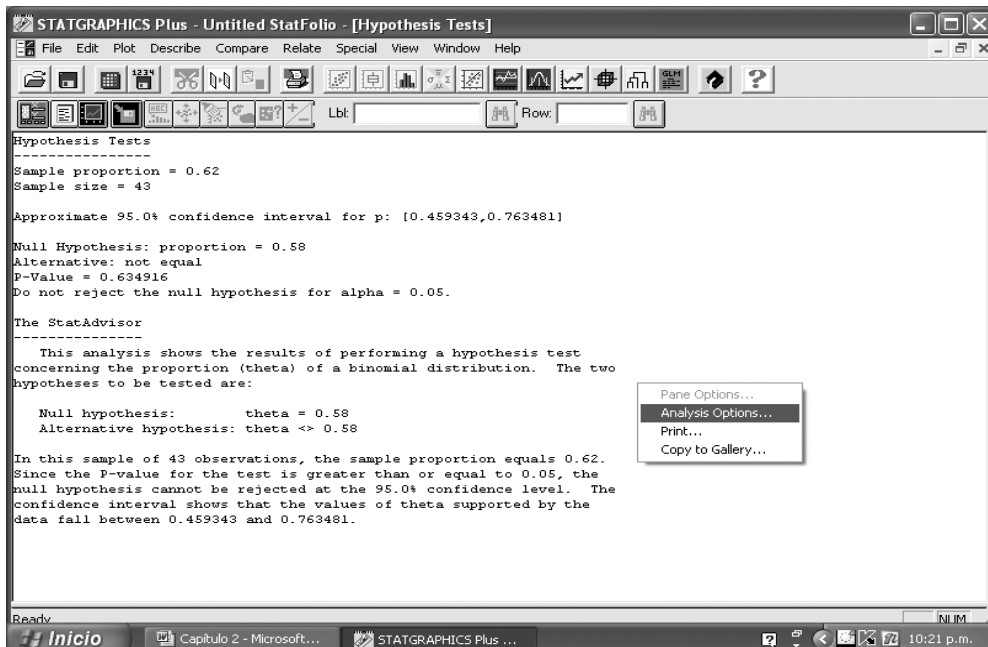 STATGRAPHICS Plus - Untitled StatFolio - [Hypothesis Tests]
File Edit Plot Describe Compare Relate Special View Window Help
Lbl: Row:
Hypothesis Tests
----------------
Sample proportion = 0.62
Sample size = 43
Approximate 95.0% confidence interval for p: [0.459343,0.763481]
Null Hypothesis: proportion = 0.58
Alternative: not equal
P-Value = 0.634916
Do not reject the null hypothesis for alpha = 0.05.
The StatAdvisor
---------------
This analysis shows the results of performing a hypothesis test
concerning the proportion (theta) of a binomial distribution. The two
hypotheses to be tested are:
Null hypothesis: theta = 0.58
Alternative hypothesis: theta <> 0.58
In this sample of 43 observations, the sample proportion equals 0.62.
Since the P-value for the test is greater than or equal to 0.05, the
null hypothesis cannot be rejected at the 95.0% confidence level. The
confidence interval shows that the values of theta supported by the
data fall between 0.459343 and 0.763481.
Pane Options...
Analysis Options...
Print...
Copy to Gallery...
Ready NUM
Inicio Capítulo 2 - Microsoft... STATGRAPHICS Plus ... 10:21 p.m.